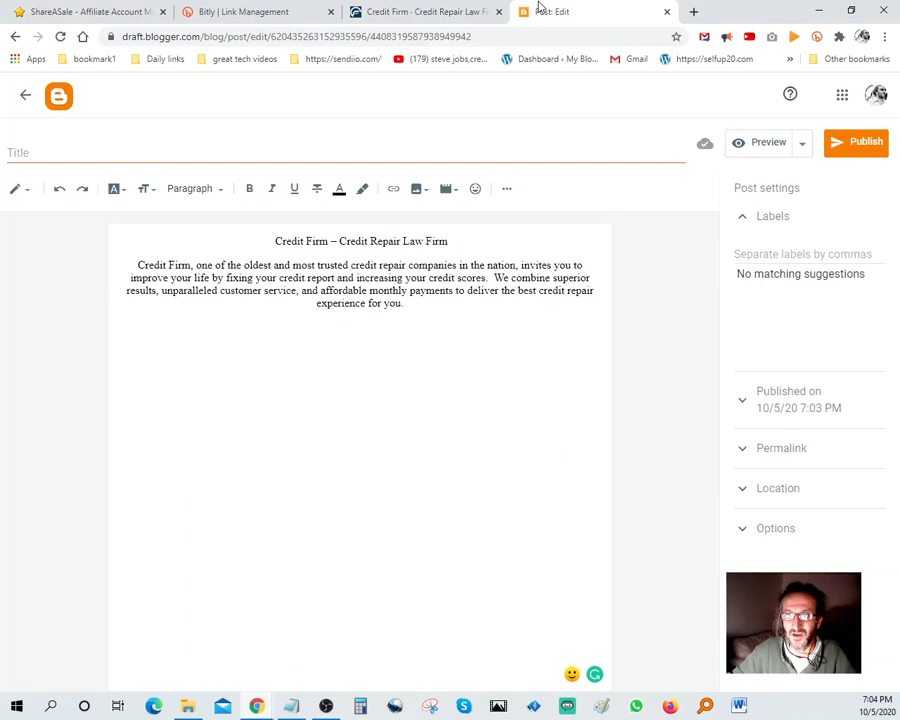 ShareASale - Affiliate Account M
Bitly | Link Management
Credit Firm - Credit Repair Law F
Post: Edit
draft.blogger.com/blog/post/edit/620435263152935596/4408319587938949942
Apps
bookmark1
Daily links
great tech videos
https://sendiio.com/
(179) steve jobs,cre...
Dashboard ‹ My Blo...
Gmail
https://selfup20.com
»
Other bookmarks
Title
Preview
Publish
Paragraph
B
I
U
Post settings
Labels
Separate labels by commas
No matching suggestions
Credit Firm – Credit Repair Law Firm
Credit Firm, one of the oldest and most trusted credit repair companies in the nation, invites you to
improve your life by fixing your credit report and increasing your credit scores.  We combine superior
results, unparalleled customer service, and affordable monthly payments to deliver the best credit repair
experience for you.
Published on
10/5/20 7:03 PM
Permalink
Location
Options
7:04 PM
10/5/2020